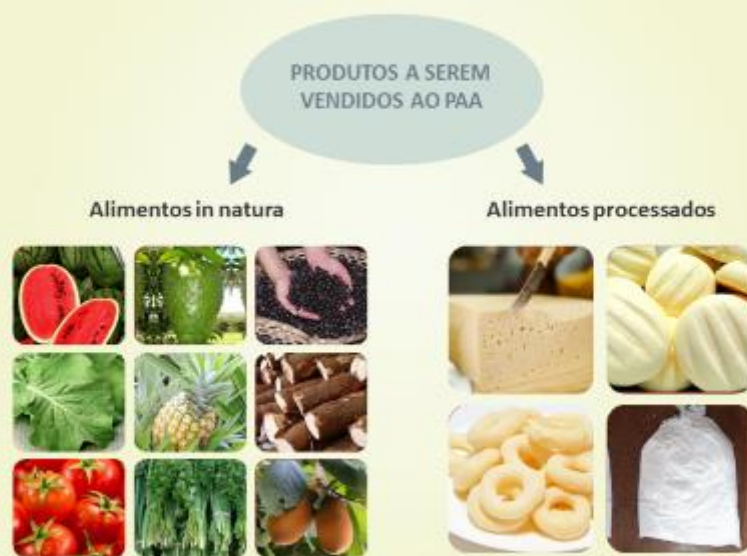 PRODUTOS A SEREM
VENDIDOS AO PAA
Alimentos in natura
Alimentos processados